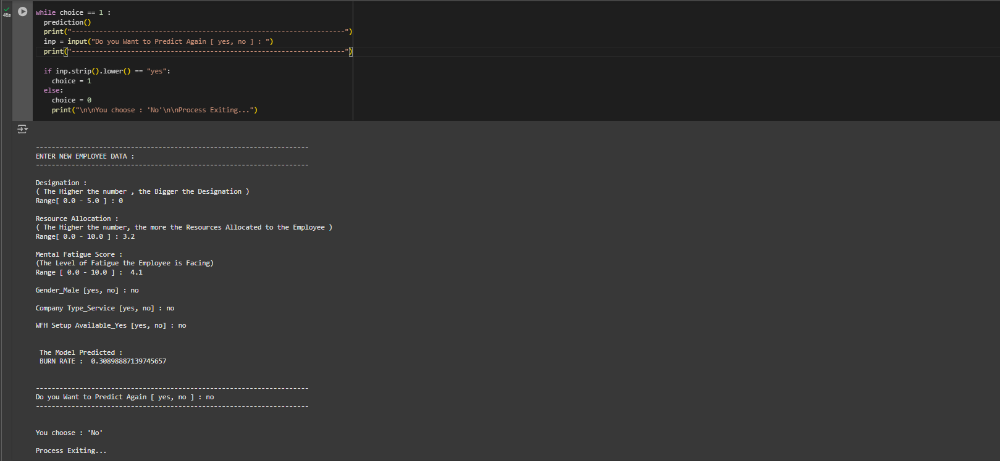 45s
while choice == 1 :
prediction()
print("---------------------------------------------------------------------")
inp = input("Do you Want to Predict Again [ yes, no ] : ")
print("---------------------------------------------------------------------")
if inp.strip().lower() == "yes":
choice = 1
else:
choice = 0
print("\n\nYou choose : 'No'\n\nProcess Exiting...")
---------------------------------------------------------------------
ENTER NEW EMPLOYEE DATA :
---------------------------------------------------------------------
Designation :
( The Higher the number , the Bigger the Designation )
Range[ 0.0 - 5.0 ] : 0
Resource Allocation :
( The Higher the number, the more the Resources Allocated to the Employee )
Range[ 0.0 - 10.0 ] : 3.2
Mental Fatigue Score :
(The Level of Fatigue the Employee is Facing)
Range [ 0.0 - 10.0 ] :  4.1
Gender_Male [yes, no] : no
Company Type_Service [yes, no] : no
WFH Setup Available_Yes [yes, no] : no
The Model Predicted :
BURN RATE :  0.30898887139745657
---------------------------------------------------------------------
Do you Want to Predict Again [ yes, no ] : no
---------------------------------------------------------------------
You choose : 'No'
Process Exiting...